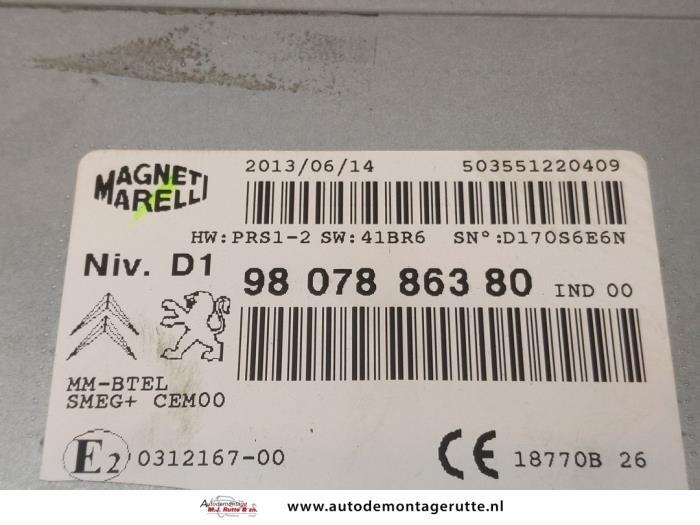 MAGNETI MARELLI
2013/06/14 503551220409
HW:PRS1-2 SW:41BR6 SN°:D170S6E6N
Niv. D1 98 078 863 80 IND 00
MM-BTEL
SMEG+ CEM00
E2 0312167-00 CE 18770B 26
Autodemontage
M.J. Rutte & zn.
www.autodemontagerutte.nl